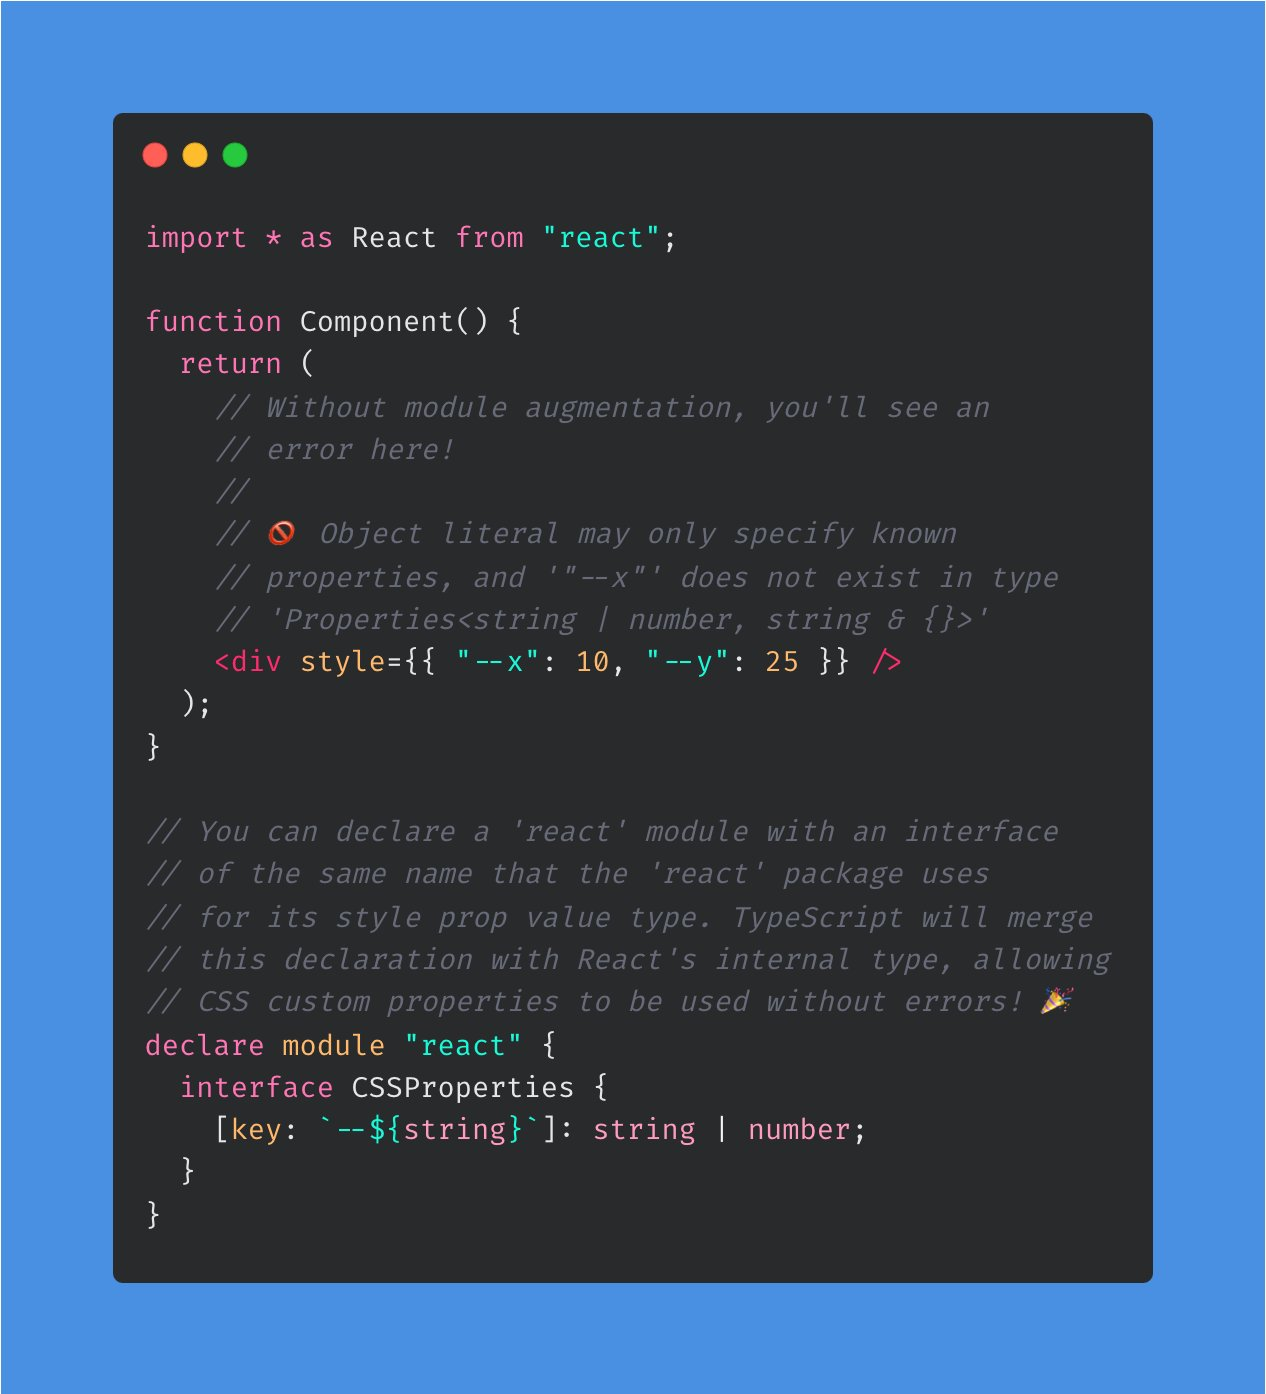 import * as React from "react";

function Component() {
  return (
    // Without module augmentation, you'll see an
    // error here!
    //
    // 🚫 Object literal may only specify known
    // properties, and '"--x"' does not exist in type
    // 'Properties<string | number, string & {}>'
    <div style={{ "--x": 10, "--y": 25 }} />
  );
}

// You can declare a 'react' module with an interface
// of the same name that the 'react' package uses
// for its style prop value type. TypeScript will merge
// this declaration with React's internal type, allowing
// CSS custom properties to be used without errors! 🎉
declare module "react" {
  interface CSSProperties {
    [key: `--${string}`]: string | number;
  }
}